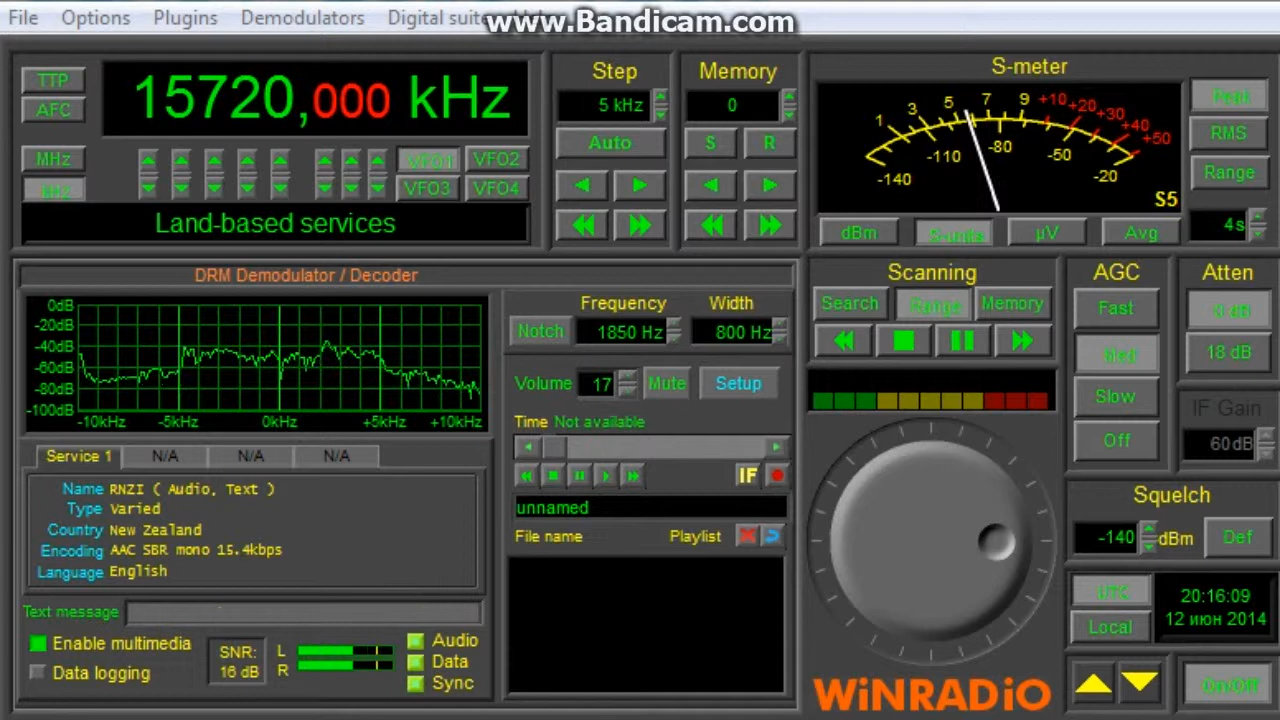 File Options Plugins Demodulators Digital suite
www.Bandicam.com
TTP
AFC
15720,000 kHz
MHz
kHz
VFO1 VFO2
VFO3 VFO4
Land-based services
Step
5 kHz
Auto
Memory
0
S R
S-meter
1 3 5 7 9 +10 +20 +30 +40 +50
-140 -110 -80 -50 -20
S5
dBm S-units µV Avg
Peak
RMS
Range
4s
DRM Demodulator / Decoder
0dB
-20dB
-40dB
-60dB
-80dB
-100dB
-10kHz -5kHz 0kHz +5kHz +10kHz
Service 1 N/A N/A N/A
Name RNZI ( Audio, Text )
Type Varied
Country New Zealand
Encoding AAC SBR mono 15.4kbps
Language English
Text message
Enable multimedia
Data logging
SNR:
16 dB
L
R
Audio
Data
Sync
Frequency Width
Notch 1850 Hz 800 Hz
Volume 17 Mute Setup
Time Not available
IF
unnamed
File name Playlist
Scanning
Search Range Memory
WiNRADiO
AGC
Fast
Med
Slow
Off
Atten
0 dB
18 dB
IF Gain
60dB
Squelch
-140 dBm Def
UTC
Local
20:16:09
12 июн 2014
On/Off